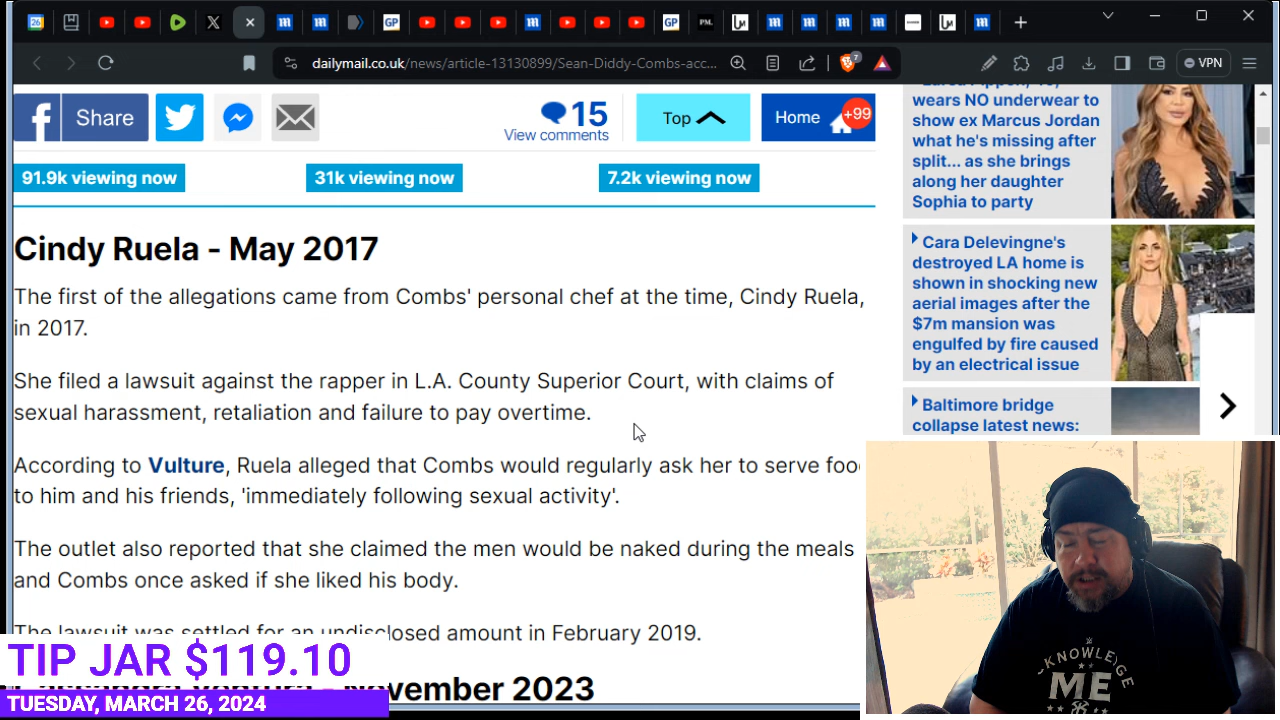 dailymail.co.uk/news/article-13130899/Sean-Diddy-Combs-acc...
VPN
Share
15
View comments
Top
Home
+99
91.9k viewing now
31k viewing now
7.2k viewing now
Cindy Ruela - May 2017
The first of the allegations came from Combs' personal chef at the time, Cindy Ruela,
in 2017.
She filed a lawsuit against the rapper in L.A. County Superior Court, with claims of
sexual harassment, retaliation and failure to pay overtime.
According to Vulture, Ruela alleged that Combs would regularly ask her to serve foo
to him and his friends, 'immediately following sexual activity'.
The outlet also reported that she claimed the men would be naked during the meals
and Combs once asked if she liked his body.
The lawsuit was settled for an undisclosed amount in February 2019.
November 2023
wears NO underwear to
show ex Marcus Jordan
what he's missing after
split... as she brings
along her daughter
Sophia to party
Cara Delevingne's
destroyed LA home is
shown in shocking new
aerial images after the
$7m mansion was
engulfed by fire caused
by an electrical issue
Baltimore bridge
collapse latest news:
TIP JAR $119.10
TUESDAY, MARCH 26, 2024
KNOWLEDGE
ME